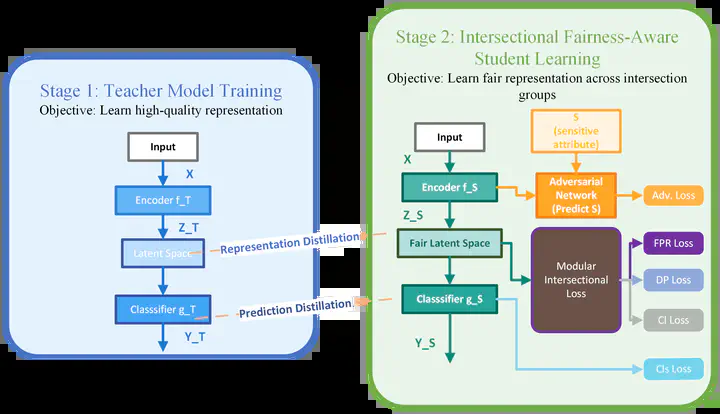 Stage 1: Teacher Model Training
Objective: Learn high-quality representation
Input
X
Encoder f_T
Z_T
Latent Space
Classsifier g_T
Y_T
Representation Distillation
Prediction Distillation
Stage 2: Intersectional Fairness-Aware
Student Learning
Objective: Learn fair representation across intersection
groups
Input
X
Encoder f_S
Z_S
Fair Latent Space
Classsifier g_S
Y_S
S
(sensitive
attribute)
Adversarial
Network
(Predict S)
Adv. Loss
Modular
Intersectional
Loss
FPR Loss
DP Loss
CI Loss
Cls Loss